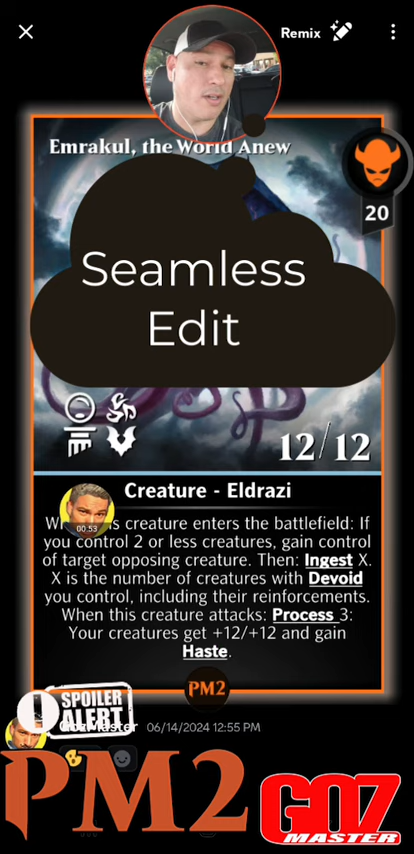 Remix
Emrakul, the World Anew
20
Seamless
Edit
12/12
Creature - Eldrazi
00:53
creature enters the battlefield: If
you control 2 or less creatures, gain control
of target opposing creature. Then: Ingest X.
X is the number of creatures with Devoid
you control, including their reinforcements.
When this creature attacks: Process 3:
Your creatures get +12/+12 and gain
Haste.
PM2
SPOILER
ALERT
GozMaster 06/14/2024 12:55 PM
PM2
GOZ
MASTER